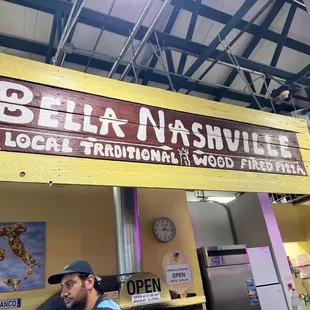 Bella Nashville
Local Traditional Wood Fired Pizza
OPEN
OPEN